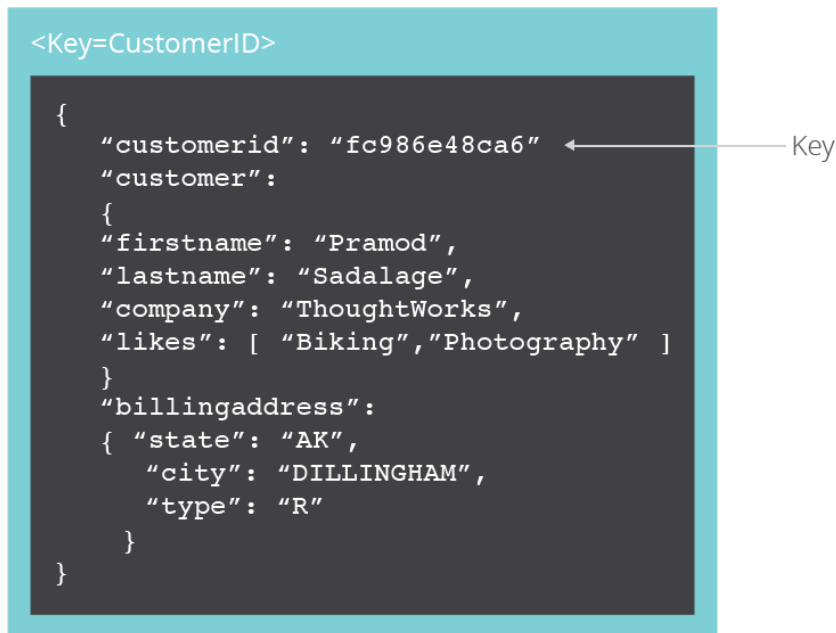 <Key=CustomerID>
{
“customerid”: “fc986e48ca6” Key
“customer”:
{
“firstname”: “Pramod”,
“lastname”: “Sadalage”,
“company”: “ThoughtWorks”,
“likes”: [ “Biking”,”Photography” ]
}
“billingaddress”:
{ “state”: “AK”,
“city”: “DILLINGHAM”,
“type”: “R”
}
}